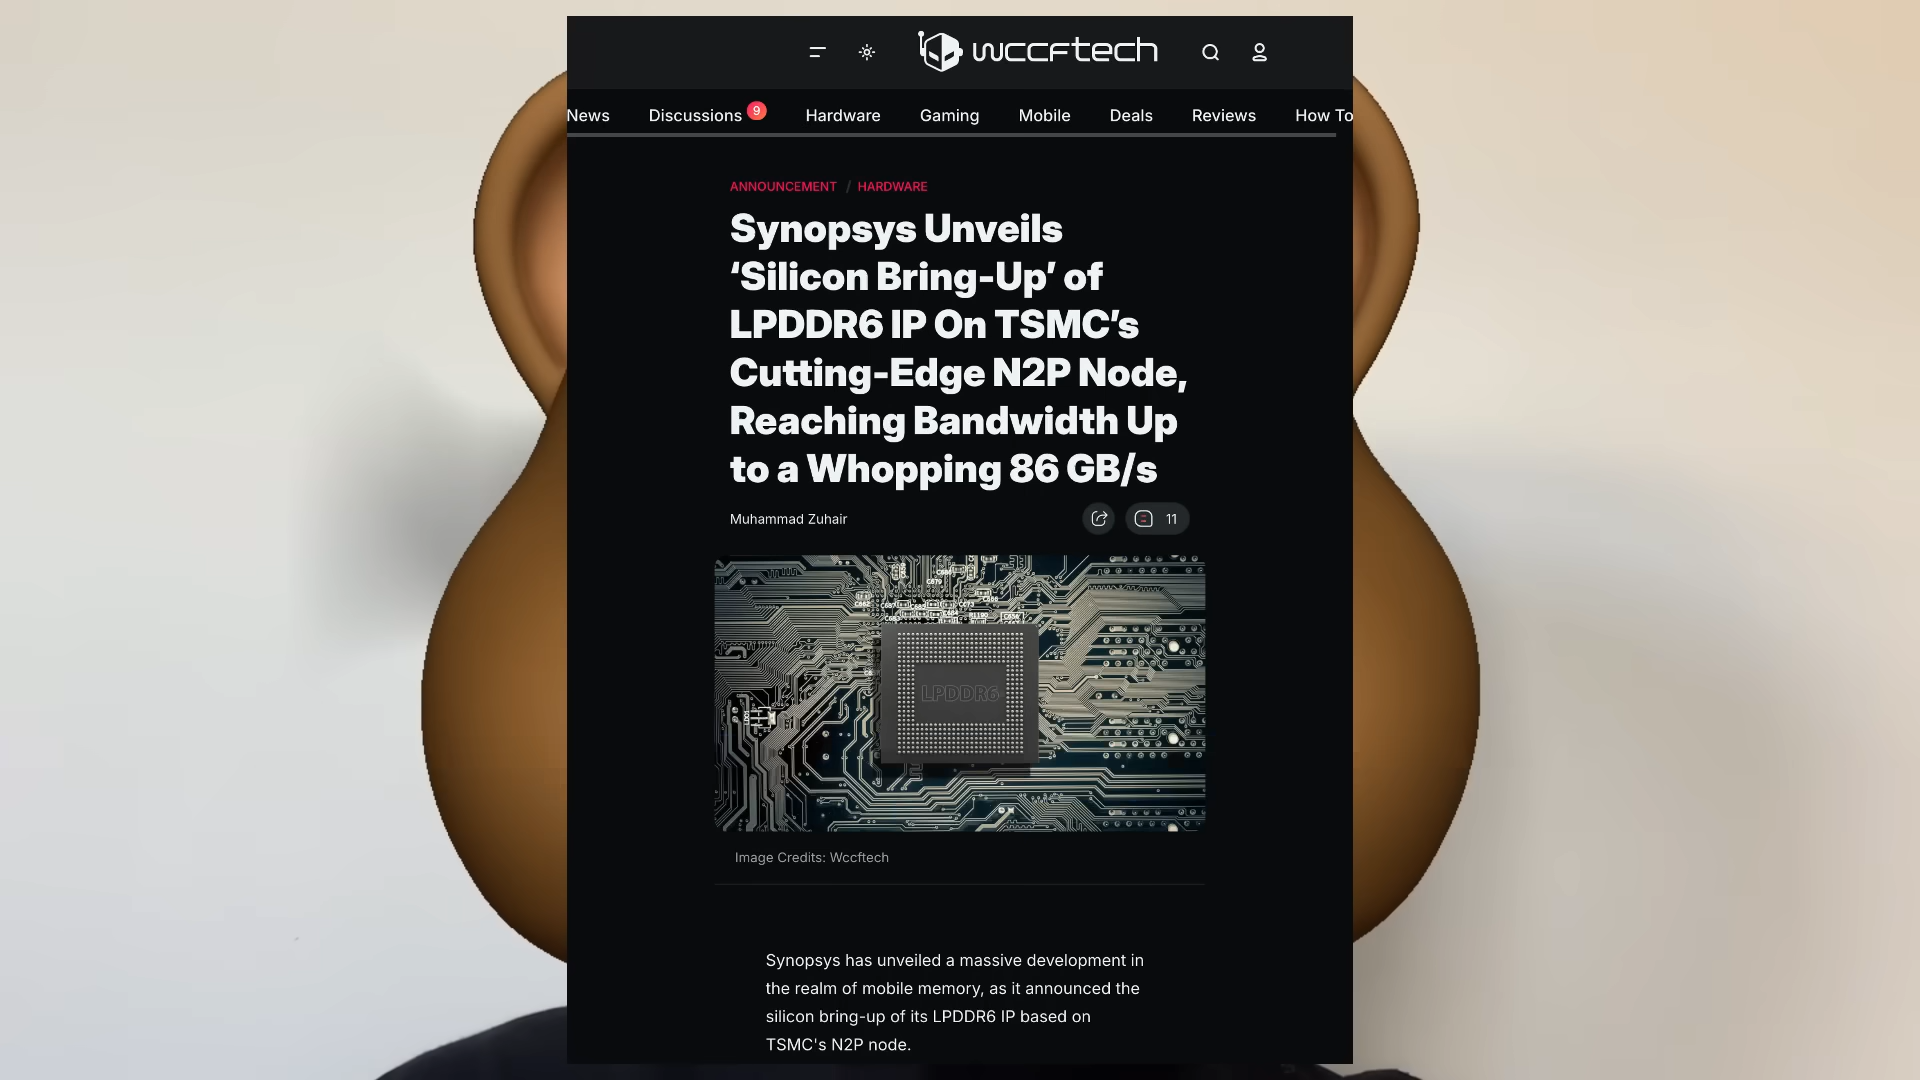 wccftech
News Discussions 9 Hardware Gaming Mobile Deals Reviews How To
ANNOUNCEMENT / HARDWARE
Synopsys Unveils
‘Silicon Bring-Up’ of
LPDDR6 IP On TSMC’s
Cutting-Edge N2P Node,
Reaching Bandwidth Up
to a Whopping 86 GB/s
Muhammad Zuhair
11
LPDDR6
Image Credits: Wccftech
Synopsys has unveiled a massive development in
the realm of mobile memory, as it announced the
silicon bring-up of its LPDDR6 IP based on
TSMC's N2P node.